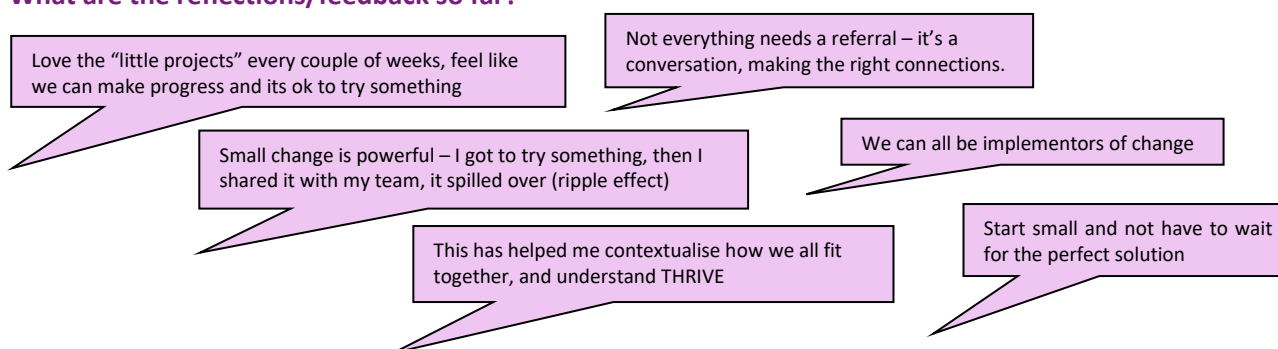 What are the reflections/feedback so far?
Love the “little projects” every couple of weeks, feel like
we can make progress and its ok to try something
Not everything needs a referral – it’s a
conversation, making the right connections.
Small change is powerful – I got to try something, then I
shared it with my team, it spilled over (ripple effect)
We can all be implementors of change
This has helped me contextualise how we all fit
together, and understand THRIVE
Start small and not have to wait
for the perfect solution